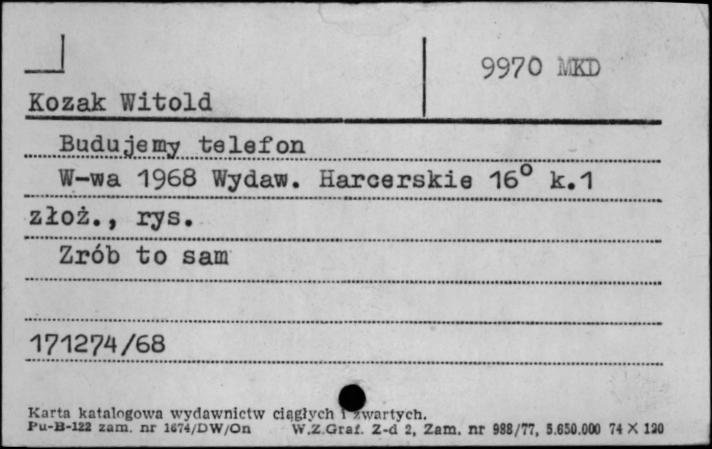 9970 MKD
Kozak Witold
Budujemy telefon
W-wa 1968 Wydaw. Harcerskie 16° k.1
złoż., rys.
Zrób to sam
171274/68
Karta katalogowa wydawnictw ciągłych i zwartych.
Pu-B-122 zam. nr 1674/DW/On W.Z.Graf. Z-d 2, Zam. nr 988/77, 5.650.000 74 X 120